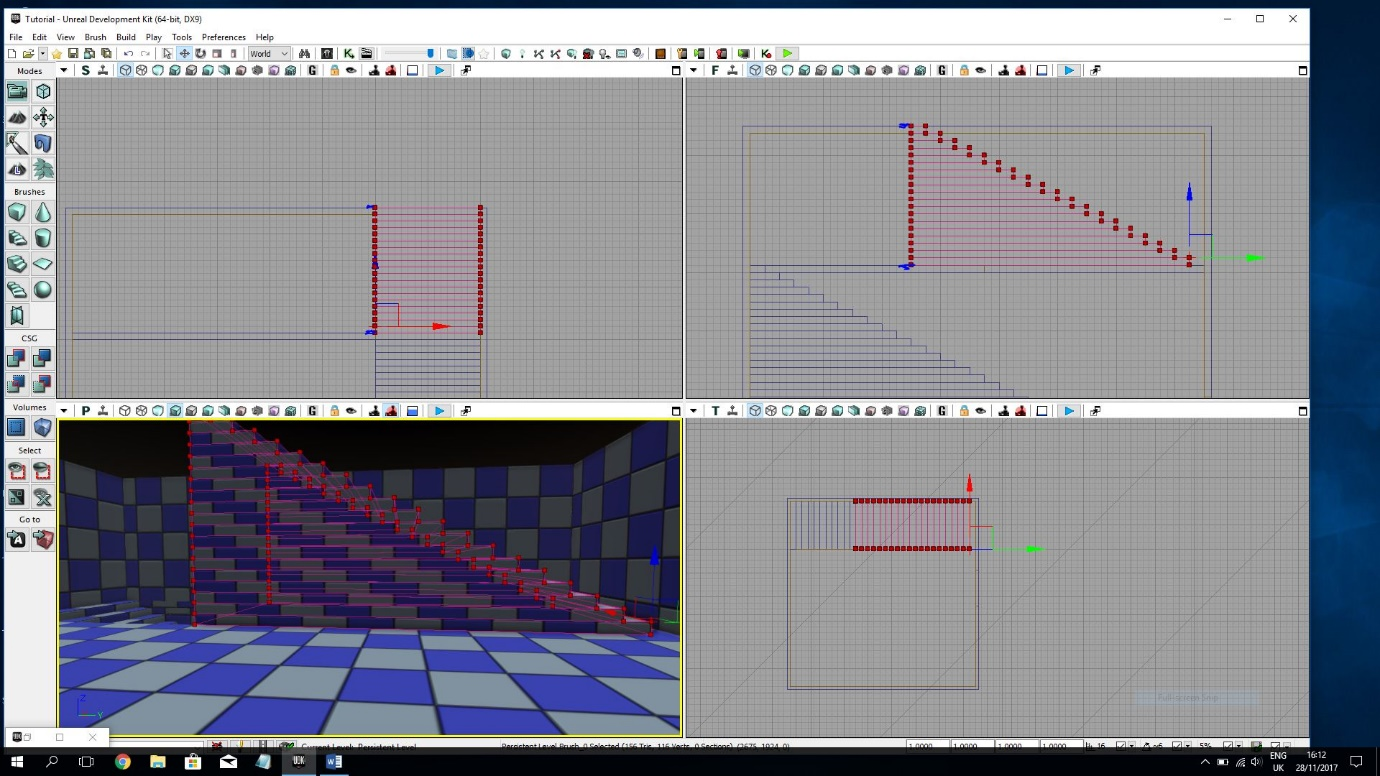 Tutorial - Unreal Development Kit (64-bit, DX9)
File Edit View Brush Build Play Tools Preferences Help
World
Modes
S G
F G
Brushes
CSG
Volumes
P G
T G
Select
Go to
A
Z
Y
Current Level: Persistent Level
Persistent Level Brush, 0 Selected (156 Tris, 116 Verts, 0 Sections) (2675, 1924, 0)
1.0000 1.0000 1.0000 1.0000 16 5%
UDK
ENG
UK
16:12
28/11/2017